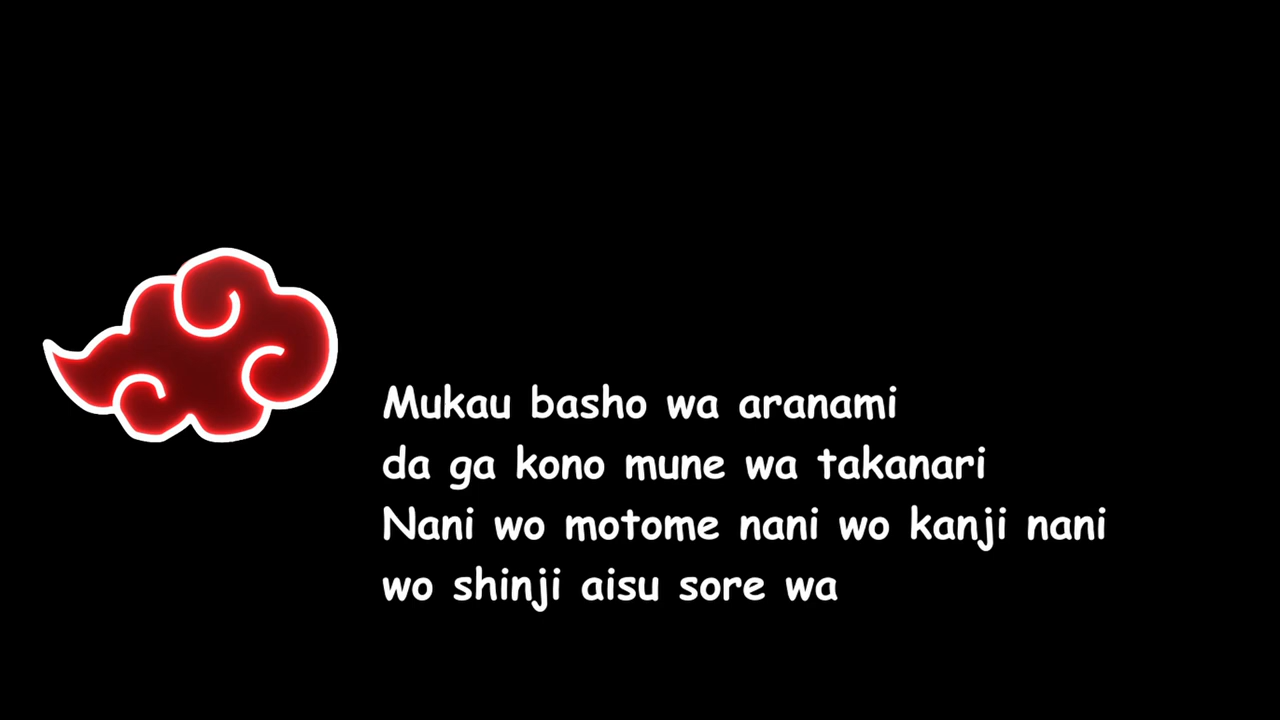 Mukau basho wa aranami
da ga kono mune wa takanari
Nani wo motome nani wo kanji nani
wo shinji aisu sore wa